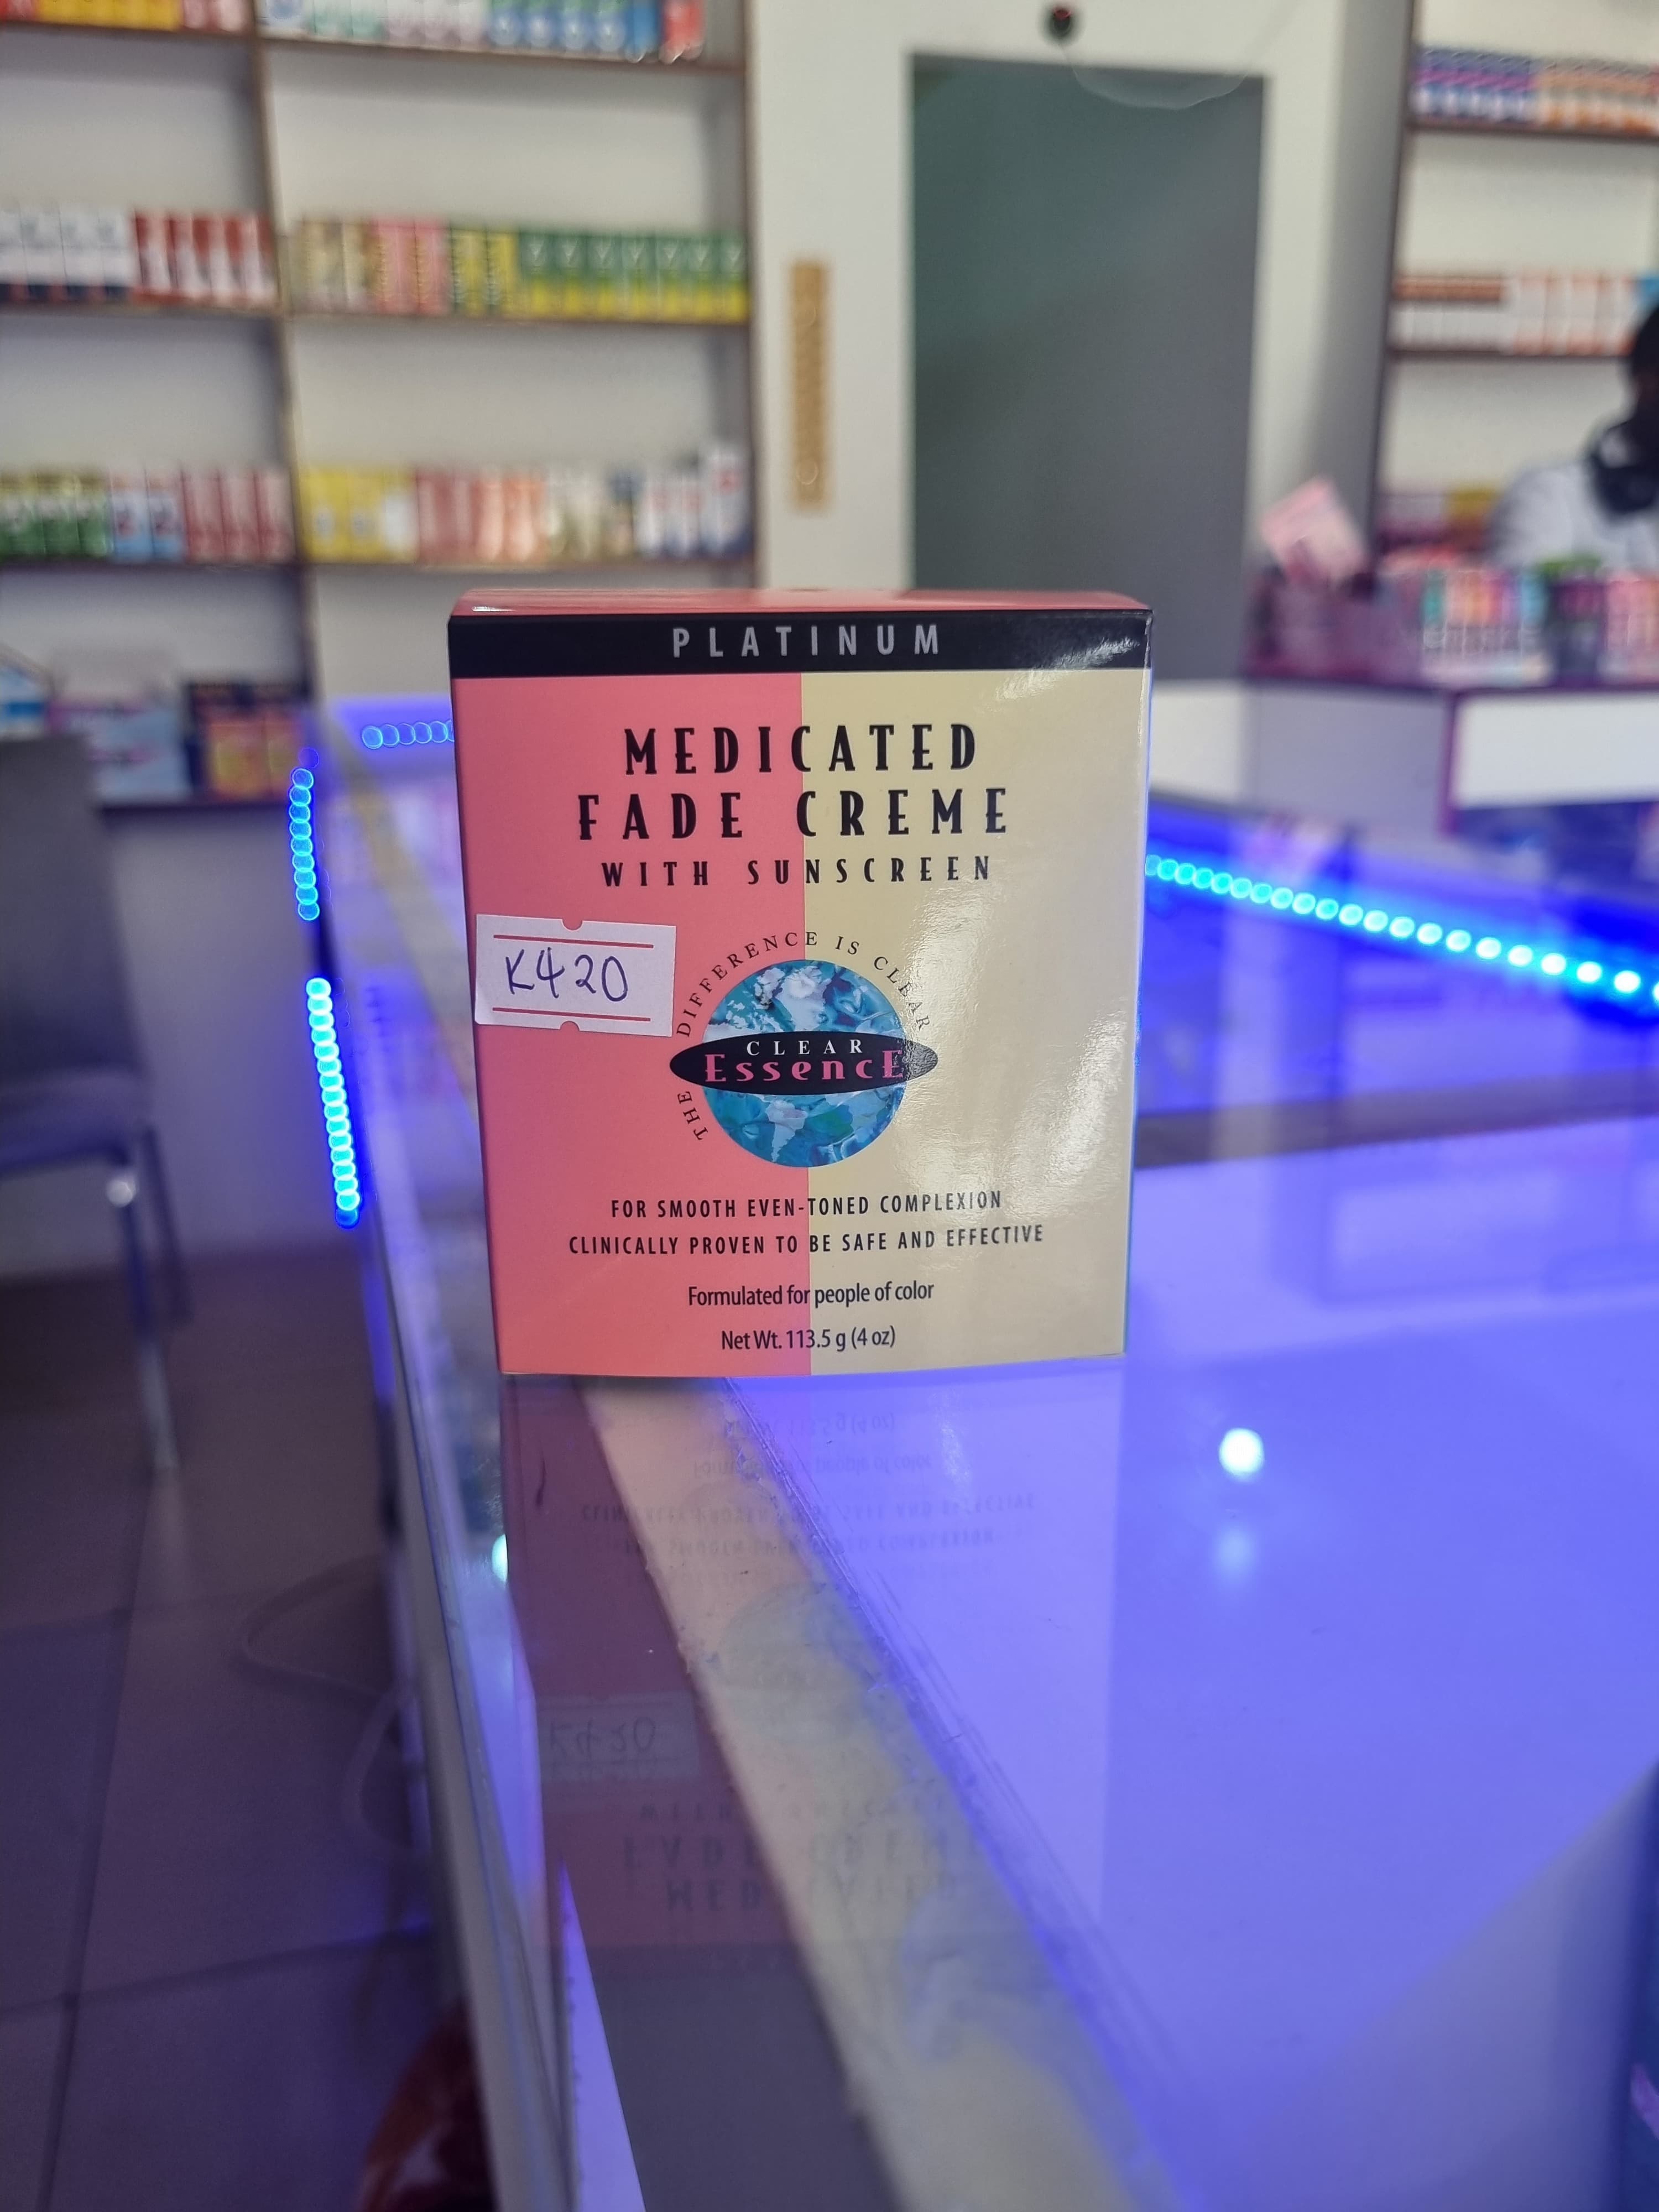 PLATINUM
MEDICATED
FADE CREME
WITH SUNSCREEN
K420
THE DIFFERENCE IS CLEAR
CLEAR
EssencE
FOR SMOOTH EVEN-TONED COMPLEXION
CLINICALLY PROVEN TO BE SAFE AND EFFECTIVE
Formulated for people of color
Net Wt. 113.5 g (4 oz)